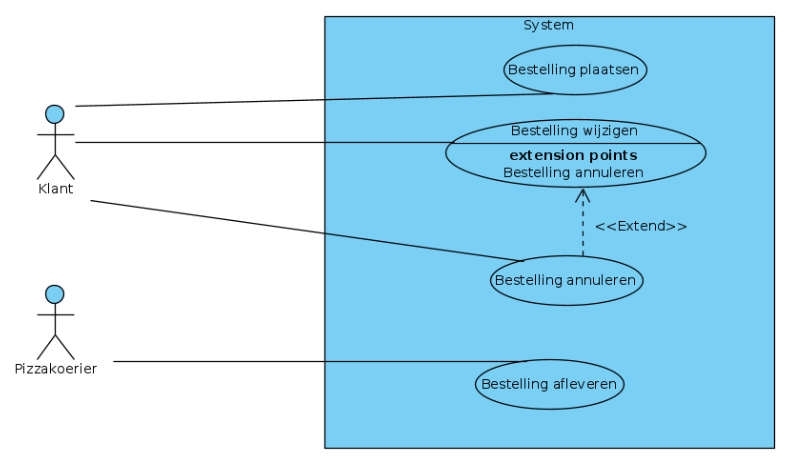 System
Bestelling plaatsen
Bestelling wijzigen
extension points
Bestelling annuleren
Klant
<<Extend>>
Bestelling annuleren
Pizzakoerier
Bestelling afleveren